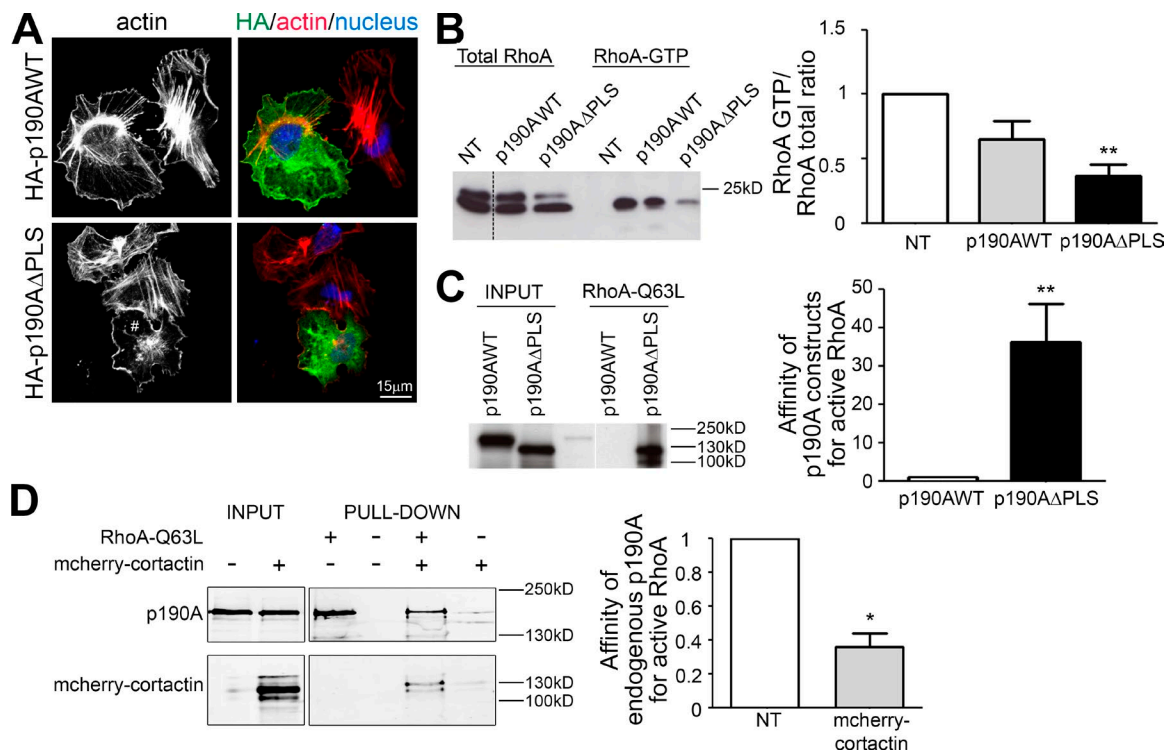 A
actin
HA/actin/nucleus
HA-p190AWT
HA-p190AΔPLS
#
15μm
B
Total RhoA
RhoA-GTP
NT
p190AWT
p190AΔPLS
NT
p190AWT
p190AΔPLS
25kD
RhoA GTP/
RhoA total ratio
1.5
1
0.5
0
**
NT
p190AWT
p190AΔPLS
C
INPUT
RhoA-Q63L
p190AWT
p190AΔPLS
p190AWT
p190AΔPLS
250kD
130kD
100kD
Affinity of
p190A constructs
for active RhoA
50
40
30
20
10
0
**
p190AWT
p190AΔPLS
D
INPUT
PULL-DOWN
RhoA-Q63L
+ - + -
mcherry-cortactin
- + - - + +
p190A
250kD
130kD
mcherry-cortactin
130kD
100kD
Affinity of
endogenous p190A
for active RhoA
1
0.8
0.6
0.4
0.2
0
*
NT
mcherry-
cortactin